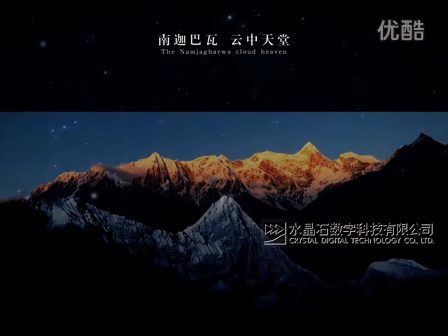 优酷
南迦巴瓦 云中天堂
The Namjagbarwa cloud heaven
水晶石数字科技有限公司
CRYSTAL DIGITAL TECHNOLOGY CO., LTD.